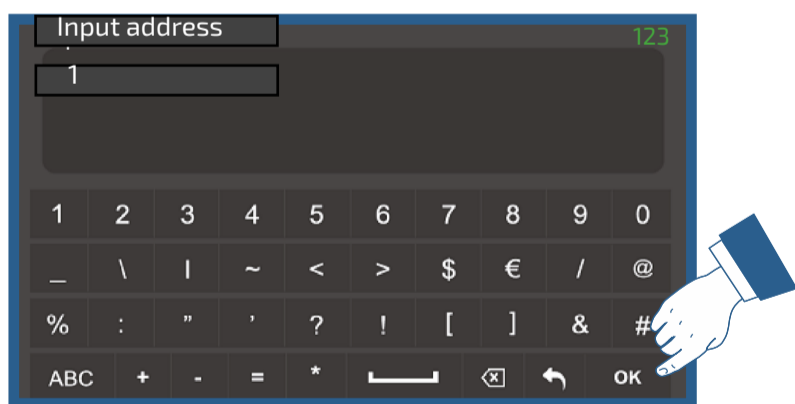 Input address
123
1
1 2 3 4 5 6 7 8 9 0
_ \ | ~ < > $ € / @
% : " ' ? ! [ ] & #
ABC + - = * OK